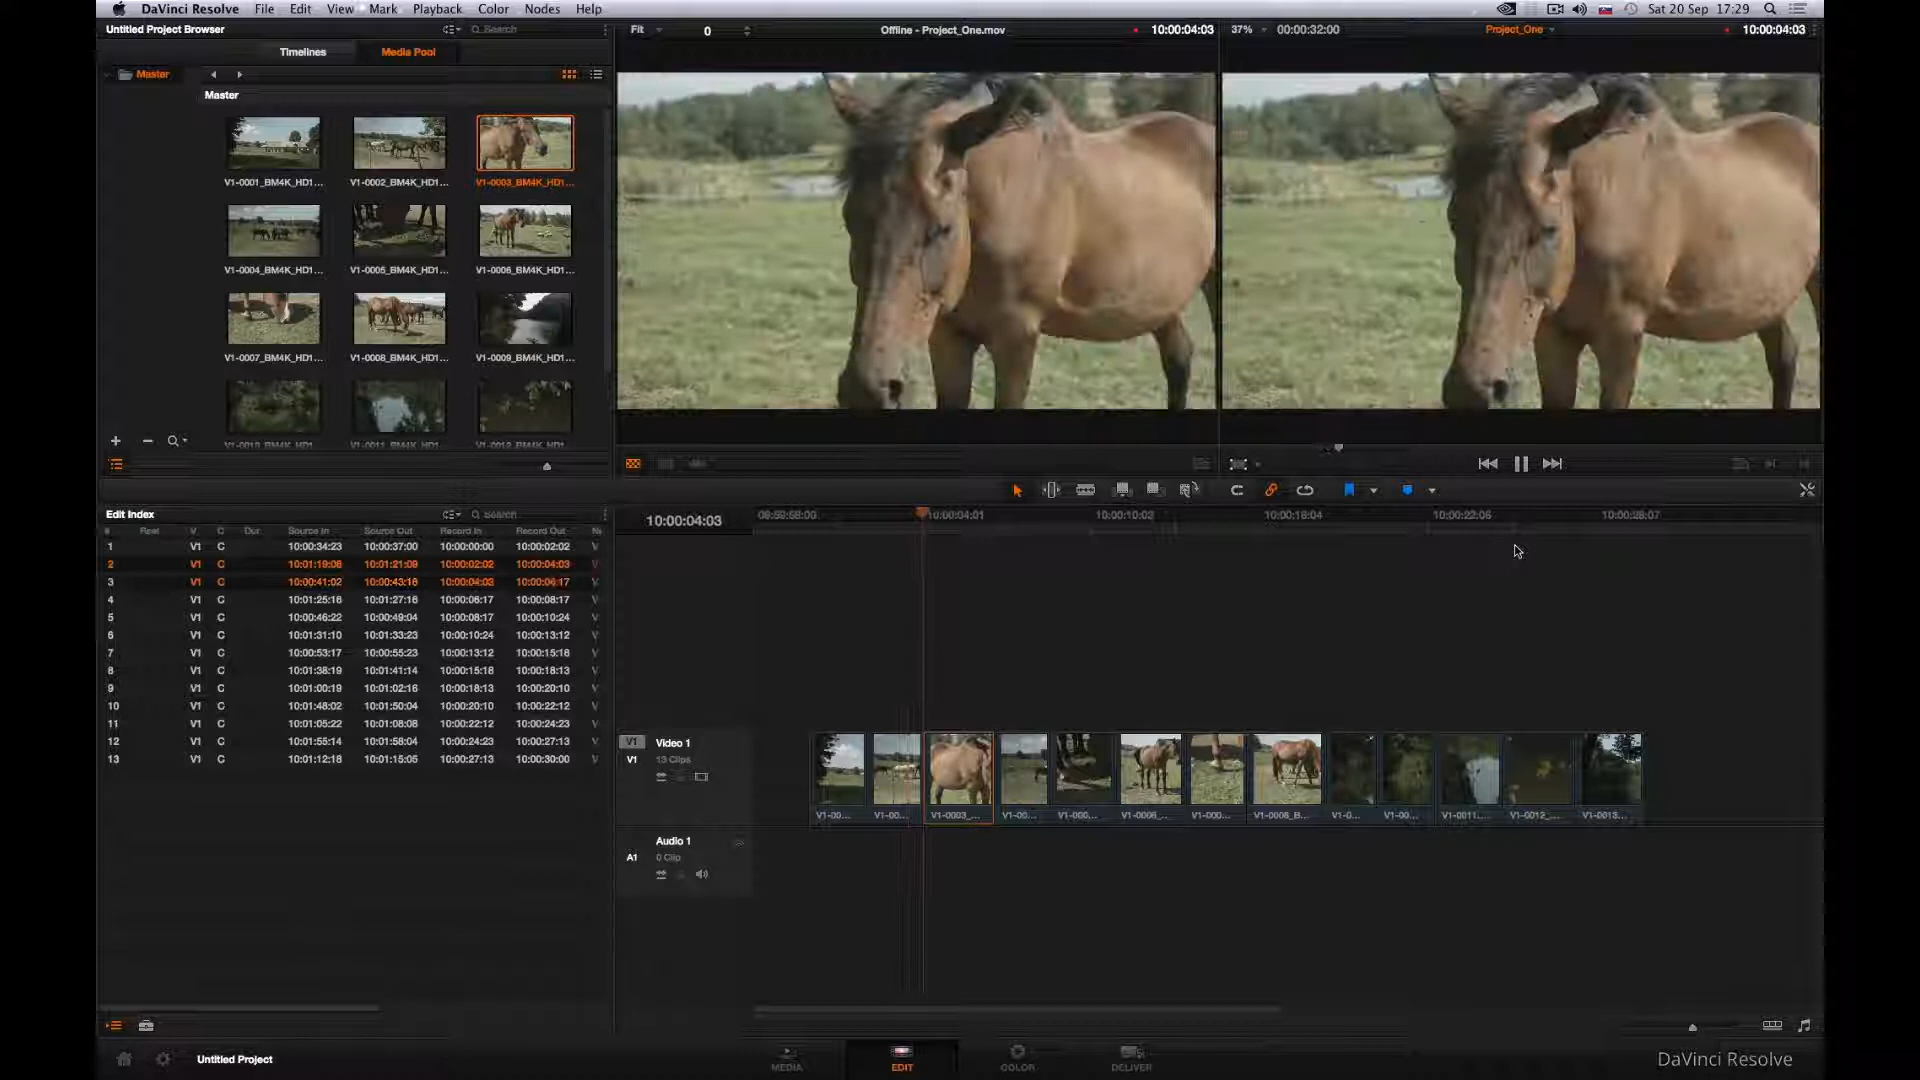 DaVinci Resolve File Edit View Mark Playback Color Nodes Help Sat 20 Sep 17:29
Untitled Project Browser Search
Fit 0 Offline - Project_One.mov 10:00:04:03 37% 00:00:32:00 Project_One 10:00:04:03
Timelines Media Pool
Master
Master
V1-0001_BM4K_HD1... V1-0002_BM4K_HD1... V1-0003_BM4K_HD1...
V1-0004_BM4K_HD1... V1-0005_BM4K_HD1... V1-0006_BM4K_HD1...
V1-0007_BM4K_HD1... V1-0008_BM4K_HD1... V1-0009_BM4K_HD1...
Edit Index Search
# Reel V C Dur Source In Source Out Record In Record Out
1 V1 C 10:00:34:23 10:00:37:00 10:00:00:00 10:00:02:02 V
2 V1 C 10:01:19:08 10:01:21:09 10:00:02:02 10:00:04:03 V
3 V1 C 10:00:41:02 10:00:43:16 10:00:04:03 10:00:06:17 V
4 V1 C 10:01:25:16 10:01:27:16 10:00:06:17 10:00:08:17 V
5 V1 C 10:00:46:22 10:00:49:04 10:00:08:17 10:00:10:24 V
6 V1 C 10:01:31:10 10:01:33:23 10:00:10:24 10:00:13:12 V
7 V1 C 10:00:53:17 10:00:55:23 10:00:13:12 10:00:15:18 V
8 V1 C 10:01:38:19 10:01:41:14 10:00:15:18 10:00:18:13 V
9 V1 C 10:01:00:19 10:01:02:16 10:00:18:13 10:00:20:10 V
10 V1 C 10:01:48:02 10:01:50:04 10:00:20:10 10:00:22:12 V
11 V1 C 10:01:05:22 10:01:08:08 10:00:22:12 10:00:24:23 V
12 V1 C 10:01:55:14 10:01:58:04 10:00:24:23 10:00:27:13 V
13 V1 C 10:01:12:18 10:01:15:05 10:00:27:13 10:00:30:00 V
10:00:04:03 09:59:58:00 10:00:04:01 10:00:10:02 10:00:16:04 10:00:22:06 10:00:28:07
V1 Video 1
V1 13 Clips
V1-00... V1-00... V1-0003_... V1-00... V1-000... V1-0006_... V1-000... V1-0008_B... V1-0... V1-00... V1-0011... V1-0012_... V1-0013...
Audio 1
A1 0 Clip
Untitled Project MEDIA EDIT COLOR DELIVER DaVinci Resolve